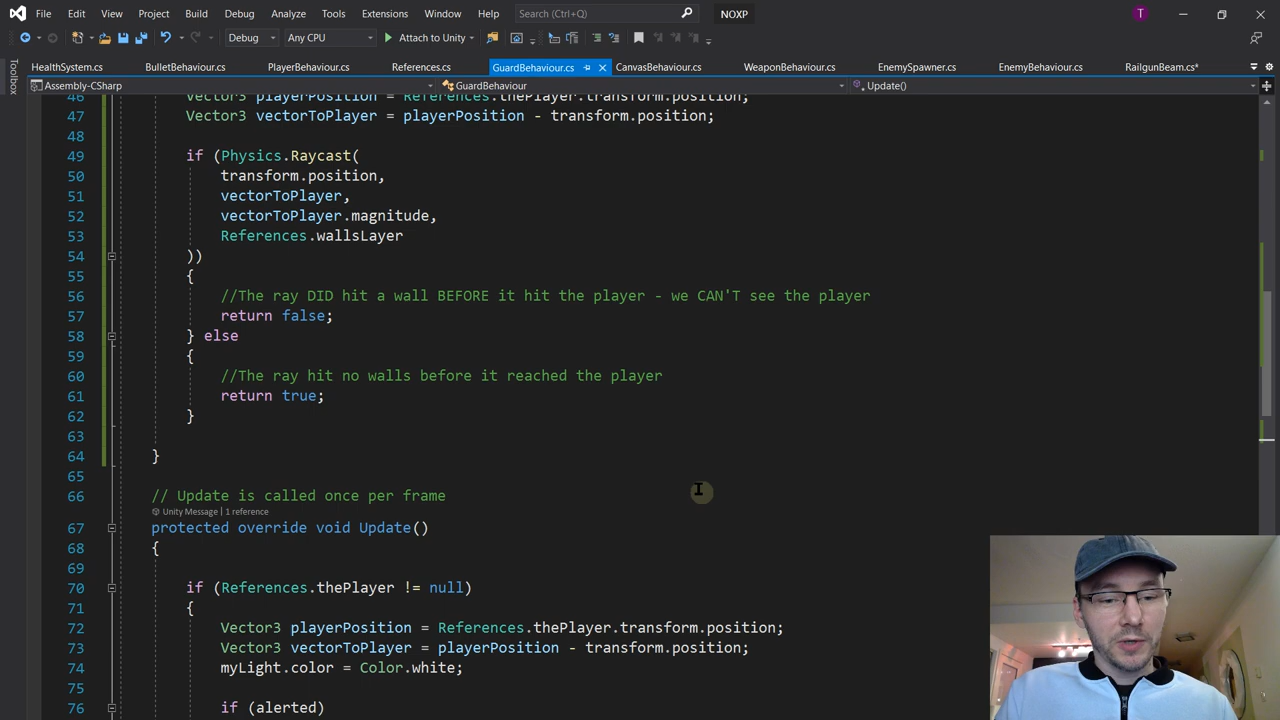 File Edit View Project Build Debug Analyze Tools Extensions Window Help Search (Ctrl+Q) NOXP T
Debug Any CPU Attach to Unity
HealthSystem.cs BulletBehaviour.cs PlayerBehaviour.cs References.cs GuardBehaviour.cs CanvasBehaviour.cs WeaponBehaviour.cs EnemySpawner.cs EnemyBehaviour.cs RailgunBeam.cs*
Toolbox
Assembly-CSharp GuardBehaviour Update()
46 Vector3 playerPosition = References.thePlayer.transform.position;
47 Vector3 vectorToPlayer = playerPosition - transform.position;
48
49 if (Physics.Raycast(
50 transform.position,
51 vectorToPlayer,
52 vectorToPlayer.magnitude,
53 References.wallsLayer
54 ))
55 {
56 //The ray DID hit a wall BEFORE it hit the player - we CAN'T see the player
57 return false;
58 } else
59 {
60 //The ray hit no walls before it reached the player
61 return true;
62 }
63
64 }
65
66 // Update is called once per frame
Unity Message | 1 reference
67 protected override void Update()
68 {
69
70 if (References.thePlayer != null)
71 {
72 Vector3 playerPosition = References.thePlayer.transform.position;
73 Vector3 vectorToPlayer = playerPosition - transform.position;
74 myLight.color = Color.white;
75
76 if (alerted)